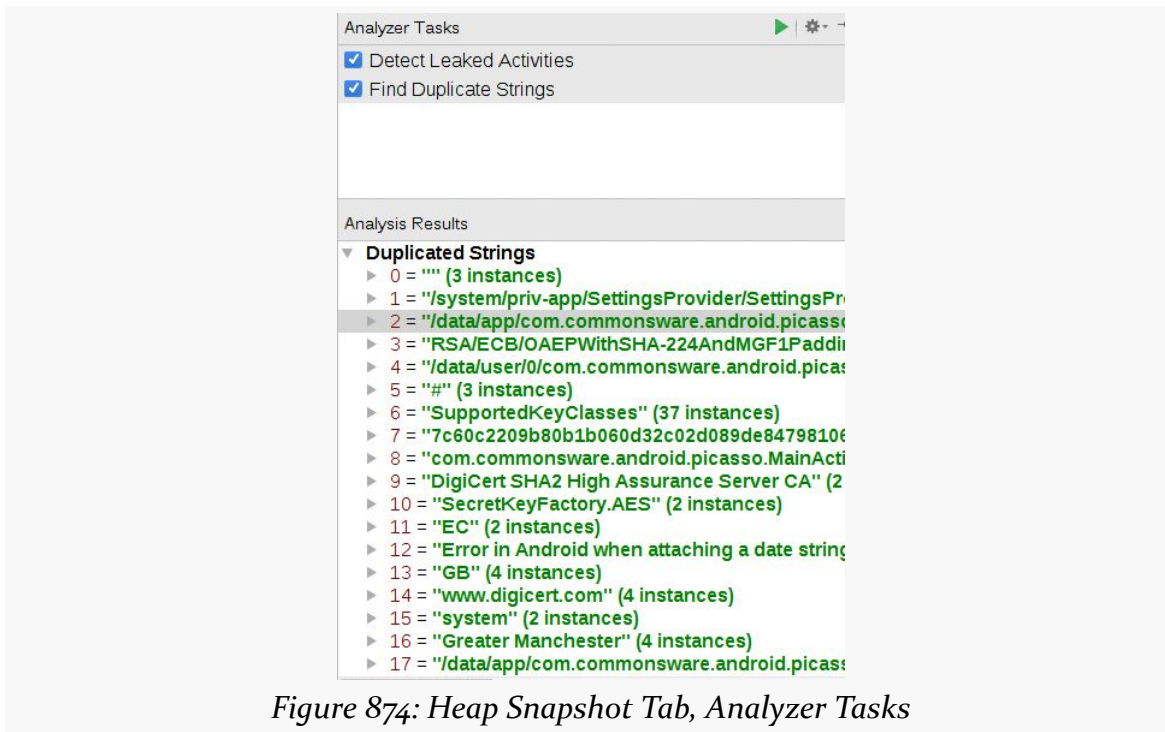 Analyzer Tasks
Detect Leaked Activities
Find Duplicate Strings
Analysis Results
Duplicated Strings
0 = "" (3 instances)
1 = "/system/priv-app/SettingsProvider/SettingsPr
2 = "/data/app/com.commonsware.android.picasso
3 = "RSA/ECB/OAEPWithSHA-224AndMGF1Paddi
4 = "/data/user/0/com.commonsware.android.picas
5 = "#" (3 instances)
6 = "SupportedKeyClasses" (37 instances)
7 = "7c60c2209b80b1b060d32c02d089de84798106
8 = "com.commonsware.android.picasso.MainActi
9 = "DigiCert SHA2 High Assurance Server CA" (2
10 = "SecretKeyFactory.AES" (2 instances)
11 = "EC" (2 instances)
12 = "Error in Android when attaching a date string
13 = "GB" (4 instances)
14 = "www.digicert.com" (4 instances)
15 = "system" (2 instances)
16 = "Greater Manchester" (4 instances)
17 = "/data/app/com.commonsware.android.picass
Figure 874: Heap Snapshot Tab, Analyzer Tasks